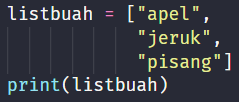 listbuah = ["apel",
            "jeruk",
            "pisang"]
print(listbuah)